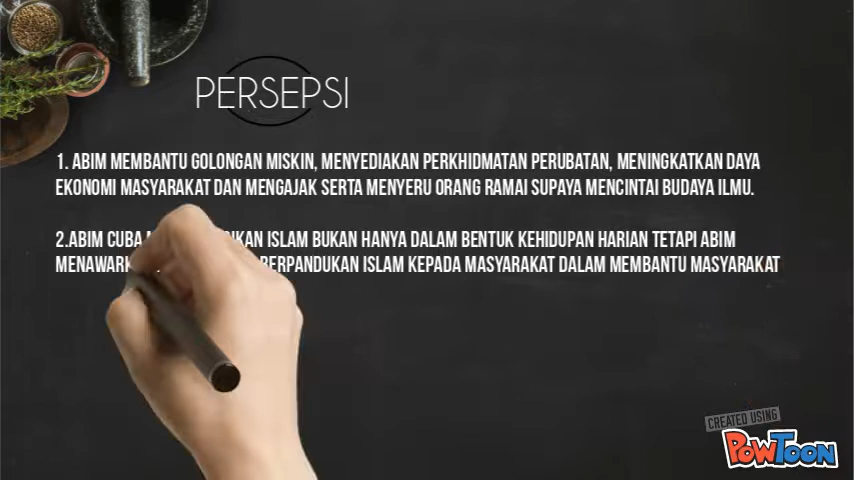 PERSEPSI
1. ABIM MEMBANTU GOLONGAN MISKIN, MENYEDIAKAN PERKHIDMATAN PERUBATAN, MENINGKATKAN DAYA
EKONOMI MASYARAKAT DAN MENGAJAK SERTA MENYERU ORANG RAMAI SUPAYA MENCINTAI BUDAYA ILMU.
2.ABIM CUBA ISLAM BUKAN HANYA DALAM BENTUK KEHIDUPAN HARIAN TETAPI ABIM
BERPANDUKAN ISLAM KEPADA MASYARAKAT DALAM MEMBANTU MASYARAKAT
CREATED USING
POWTOON